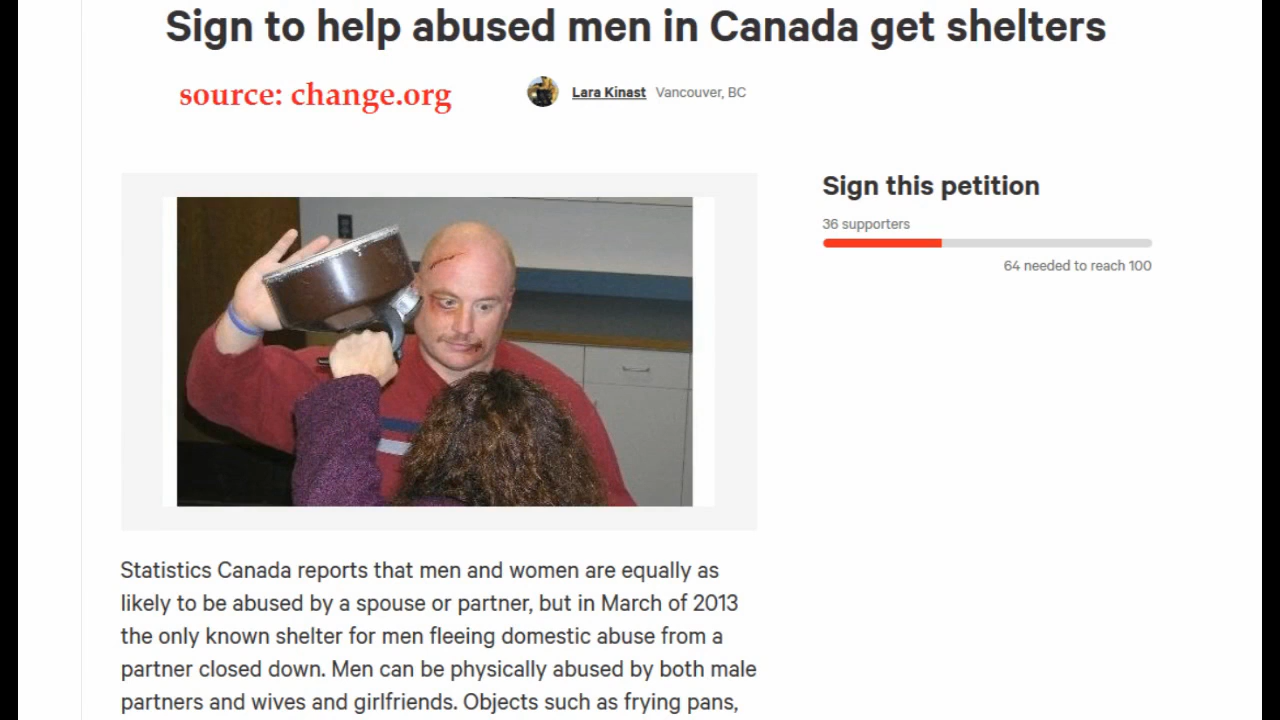 Sign to help abused men in Canada get shelters
source: change.org
Lara Kinast Vancouver, BC
Sign this petition
36 supporters
64 needed to reach 100
Statistics Canada reports that men and women are equally as
likely to be abused by a spouse or partner, but in March of 2013
the only known shelter for men fleeing domestic abuse from a
partner closed down. Men can be physically abused by both male
partners and wives and girlfriends. Objects such as frying pans,